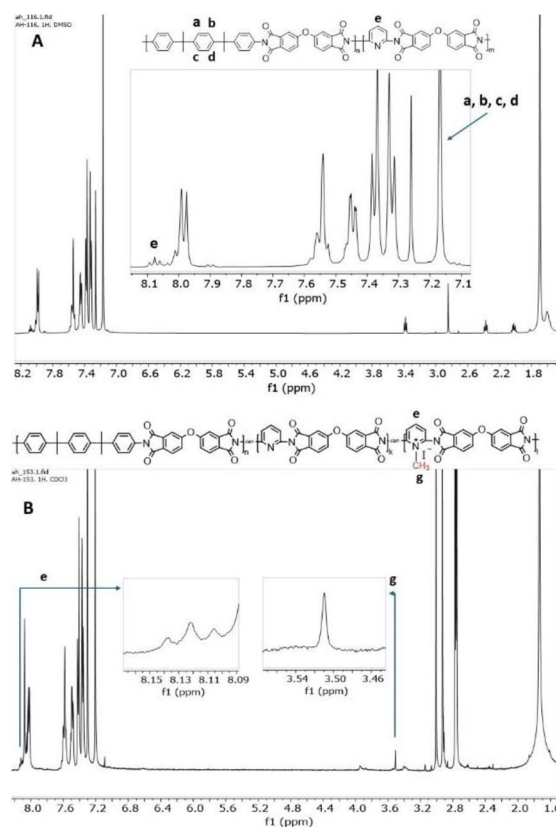 ah_116.1.fid
AH-116, 1H, DMSO
A
a b
c d
e
n
m
a, b, c, d
e
8.1 8.0 7.9 7.8 7.7 7.6 7.5 7.4 7.3 7.2 7.1
f1 (ppm)
8.2 7.8 7.4 7.0 6.6 6.2 5.8 5.4 5.0 4.6 4.2 3.8 3.4 3.0 2.6 2.2 1.8
f1 (ppm)
e
CH₃
g
ah_153.1.fid
AH-153, 1H, CDCl3
B
e
g
8.15 8.13 8.11 8.09
f1 (ppm)
3.54 3.50 3.46
f1 (ppm)
8.0 7.6 7.2 6.8 6.4 6.0 5.6 5.2 4.8 4.4 4.0 3.6 3.2 2.8 2.4 2.0 1.6
f1 (ppm)